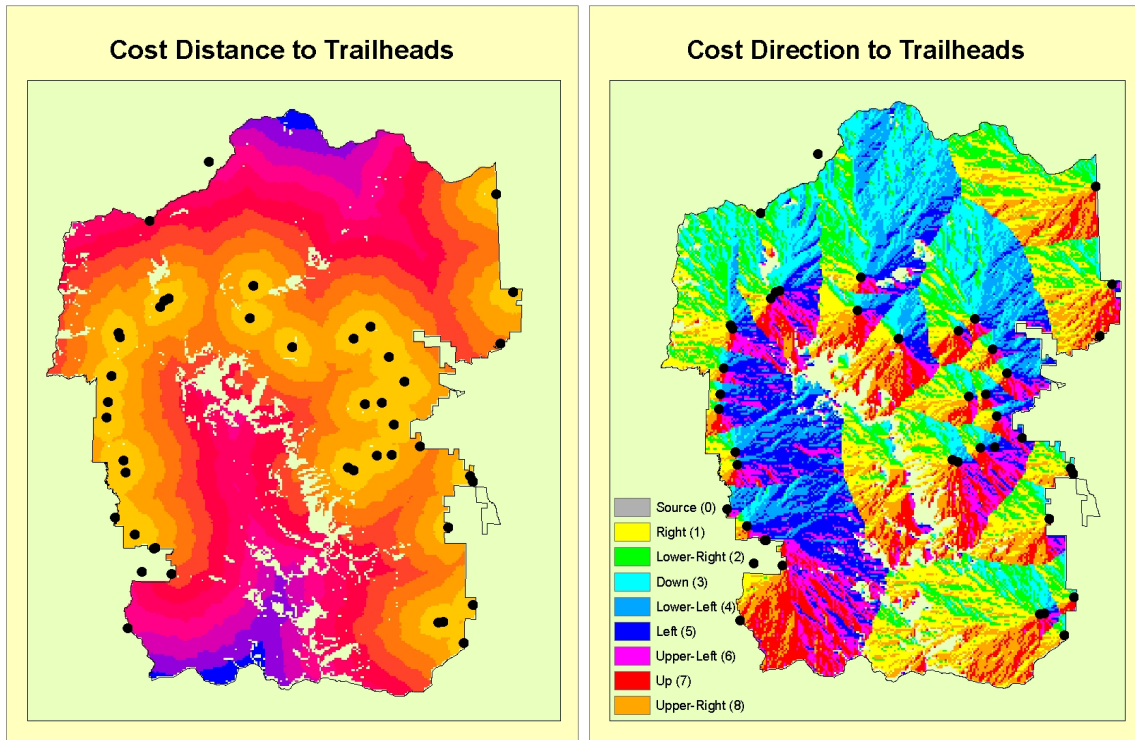 Cost Distance to Trailheads
Cost Direction to Trailheads
Source (0)
Right (1)
Lower-Right (2)
Down (3)
Lower-Left (4)
Left (5)
Upper-Left (6)
Up (7)
Upper-Right (8)